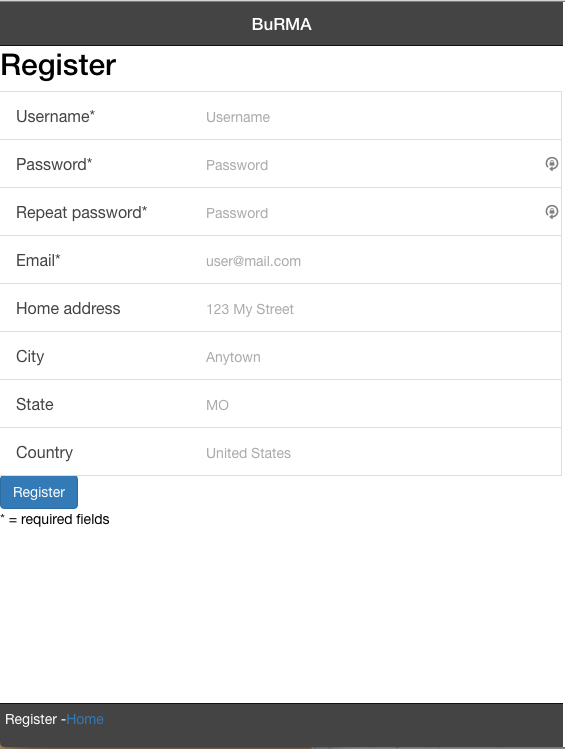 BuRMA
Register
Username* Username
Password* Password
Repeat password* Password
Email* user@mail.com
Home address 123 My Street
City Anytown
State MO
Country United States
Register
* = required fields
Register -Home